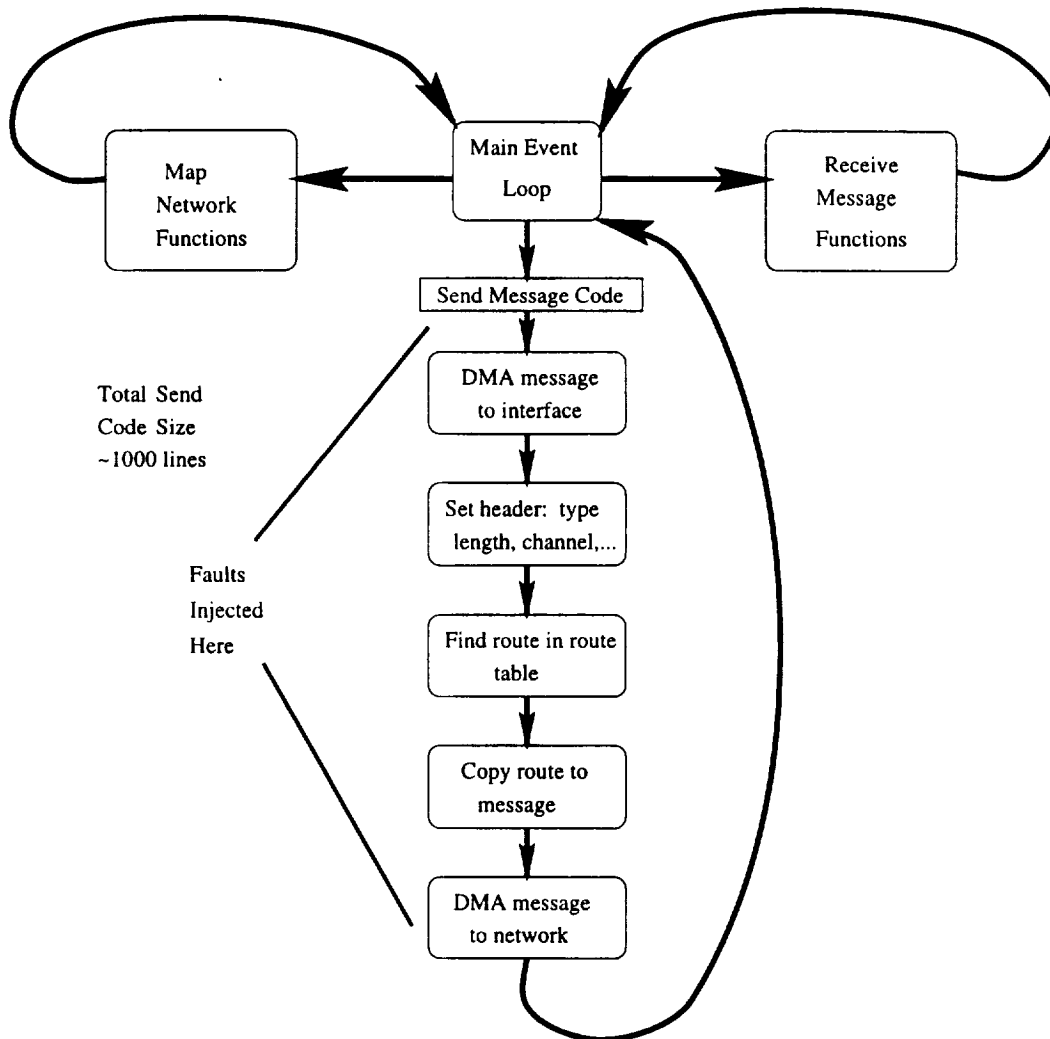 Main Event
Loop
Map
Network
Functions
Receive
Message
Functions
Send Message Code
DMA message
to interface
Total Send
Code Size
~1000 lines
Set header: type
length, channel,...
Faults
Injected
Here
Find route in route
table
Copy route to
message
DMA message
to network